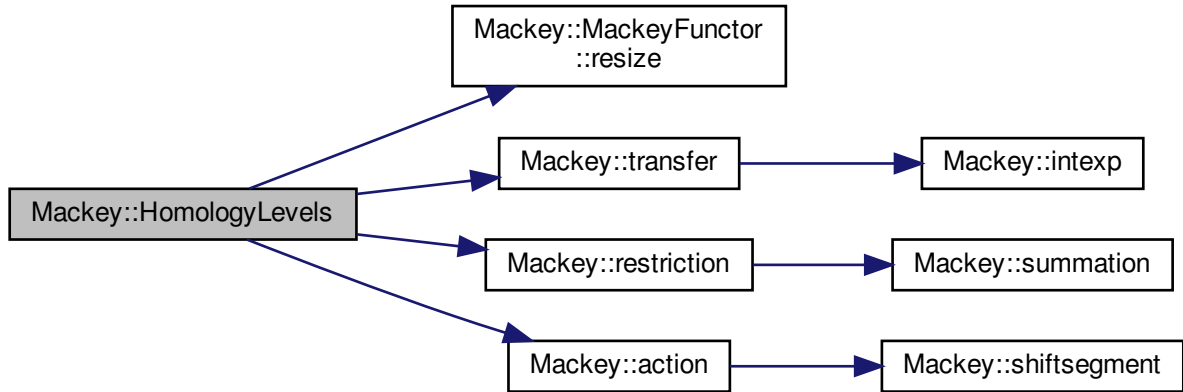 Mackey::MackeyFunctor
::resize
Mackey::transfer
Mackey::intexp
Mackey::HomologyLevels
Mackey::restriction
Mackey::summation
Mackey::action
Mackey::shiftsegment